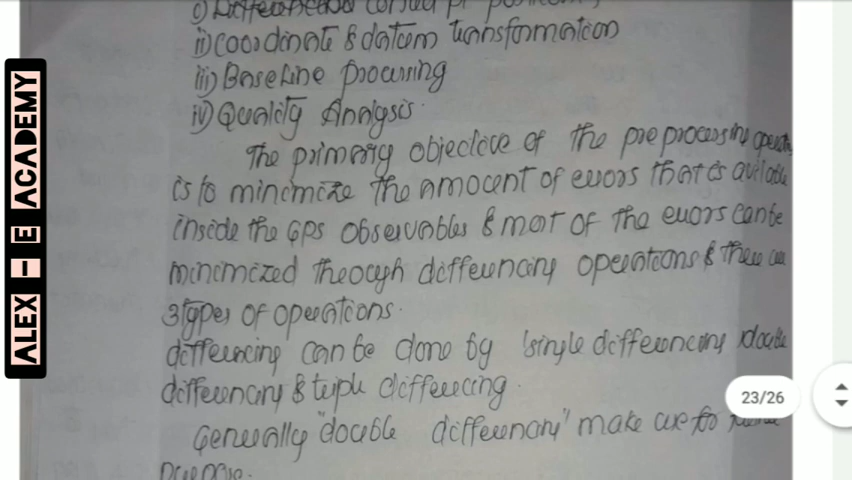 ii) Coordinate & datum transformation
iii) Baseline processing
iv) Quality Analysis.
The primary objective of the preprocessing
is to minimize the amocent of errors that is
inside the GPS observables & most of the errors can be
minimized through differencing operations & there are
3 types of operations.
differencing can be done by 'single differencing double
differencing & triple differencing.
Generally "double differencing" make use for
purpose.
ALEX - E ACADEMY
23/26